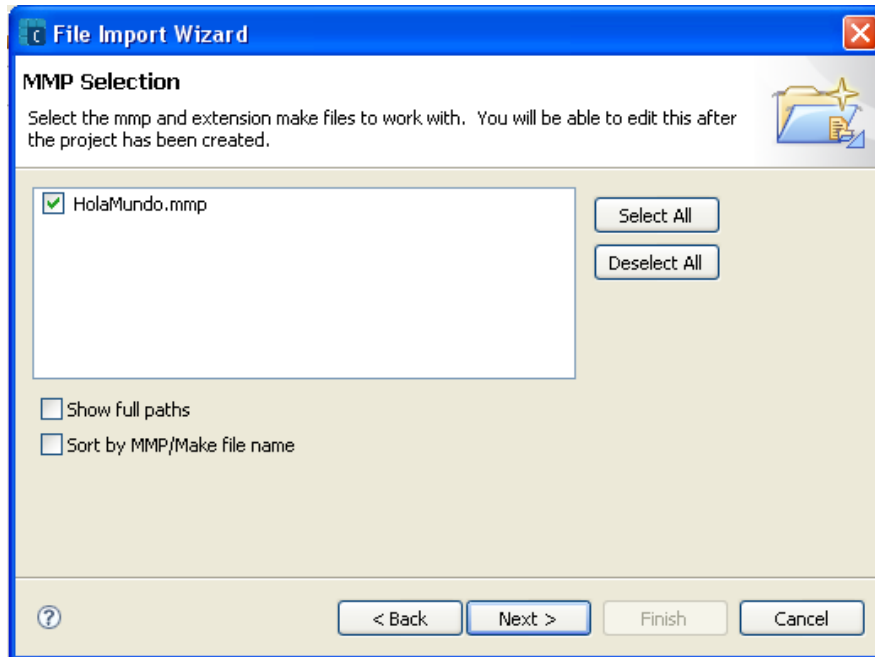 File Import Wizard
MMP Selection
Select the mmp and extension make files to work with. You will be able to edit this after
the project has been created.
HolaMundo.mmp
Select All
Deselect All
Show full paths
Sort by MMP/Make file name
< Back
Next >
Finish
Cancel